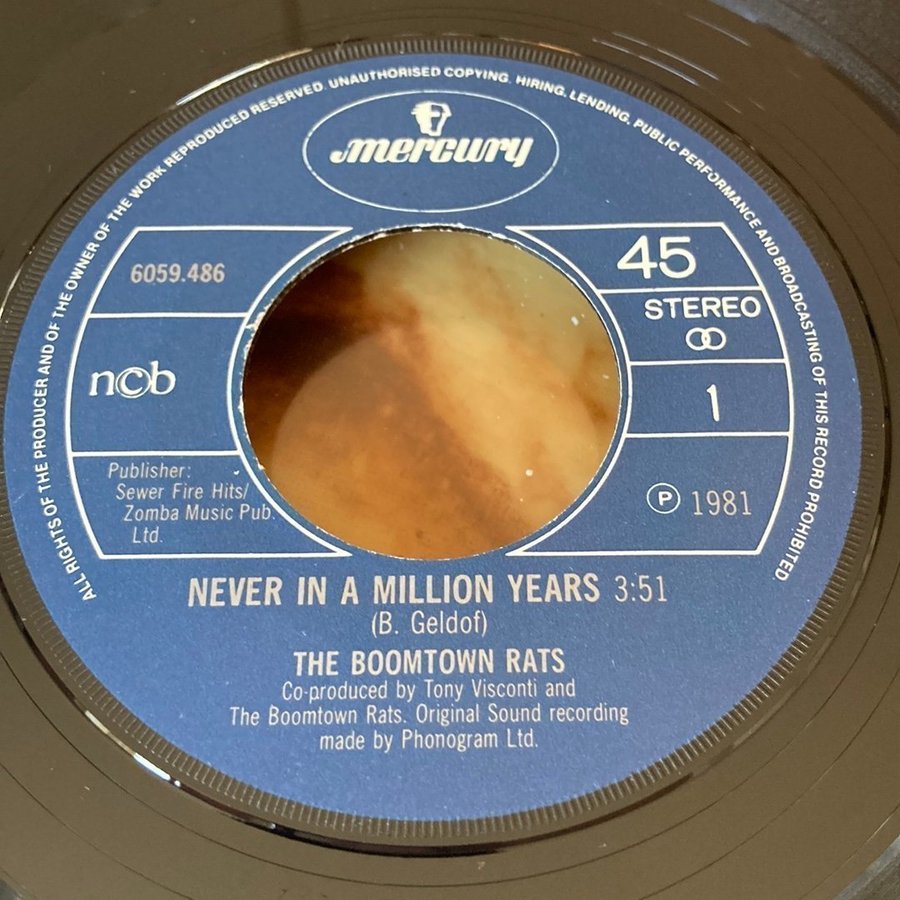 ALL RIGHTS OF THE PRODUCER AND OF THE OWNER OF THE WORK REPRODUCED RESERVED. UNAUTHORISED COPYING, HIRING, LENDING, PUBLIC PERFORMANCE AND BROADCASTING OF THIS RECORD PROHIBITED
mercury
6059.486
45
STEREO
n©b
1
Publisher:
Sewer Fire Hits/
Zomba Music Pub.
Ltd.
Ⓟ 1981
NEVER IN A MILLION YEARS 3:51
(B. Geldof)
THE BOOMTOWN RATS
Co-produced by Tony Visconti and
The Boomtown Rats. Original Sound recording
made by Phonogram Ltd.